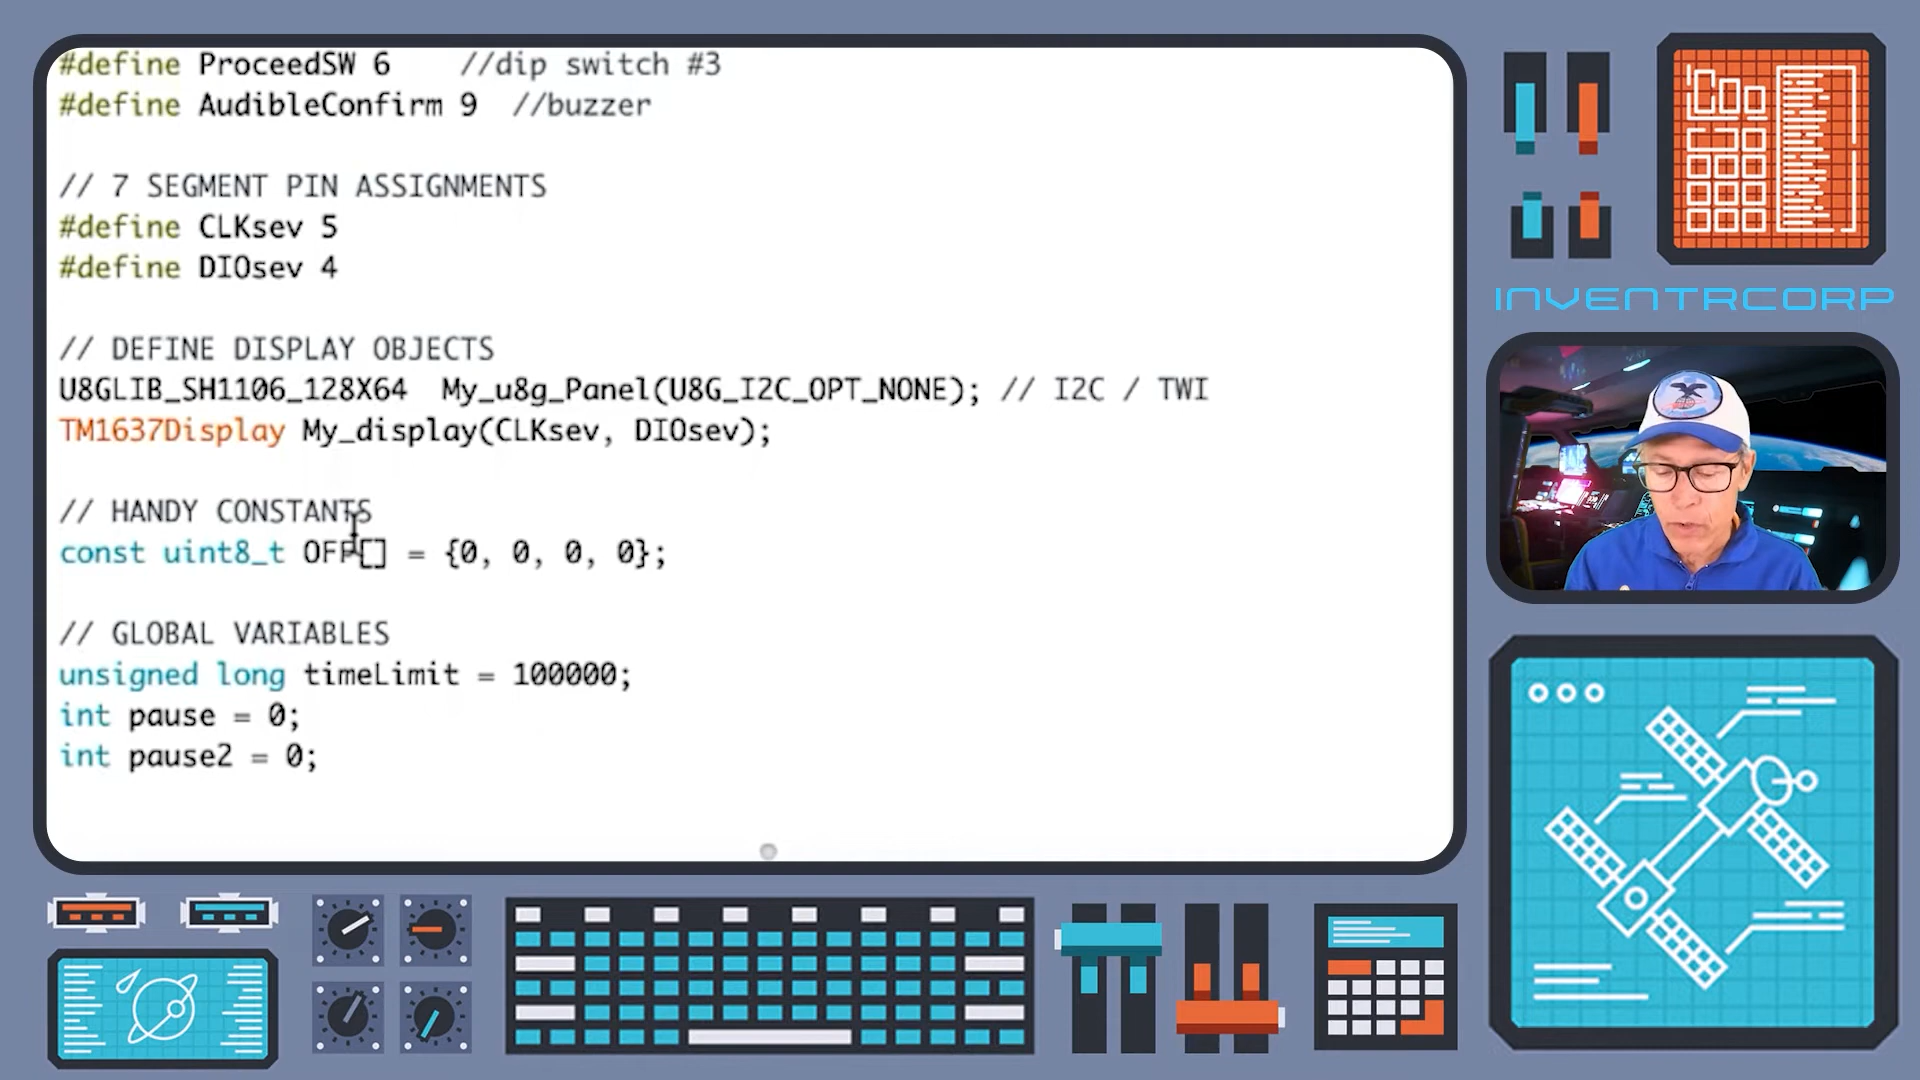 #define ProceedSW 6    //dip switch #3
#define AudibleConfirm 9  //buzzer
// 7 SEGMENT PIN ASSIGNMENTS
#define CLKsev 5
#define DIOsev 4
// DEFINE DISPLAY OBJECTS
U8GLIB_SH1106_128X64  My_u8g_Panel(U8G_I2C_OPT_NONE); // I2C / TWI
TM1637Display My_display(CLKsev, DIOsev);
// HANDY CONSTANTS
const uint8_t OFF[] = {0, 0, 0, 0};
// GLOBAL VARIABLES
unsigned long timeLimit = 100000;
int pause = 0;
int pause2 = 0;
INVENTRCORP